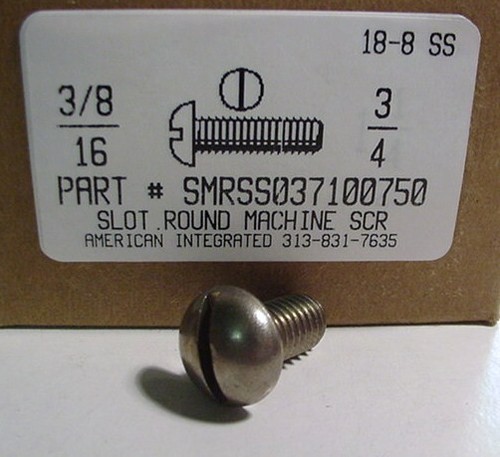 18-8 SS
3/8 3
16 4
PART # SMRSS037100750
SLOT.ROUND MACHINE SCR
AMERICAN INTEGRATED 313-831-7635